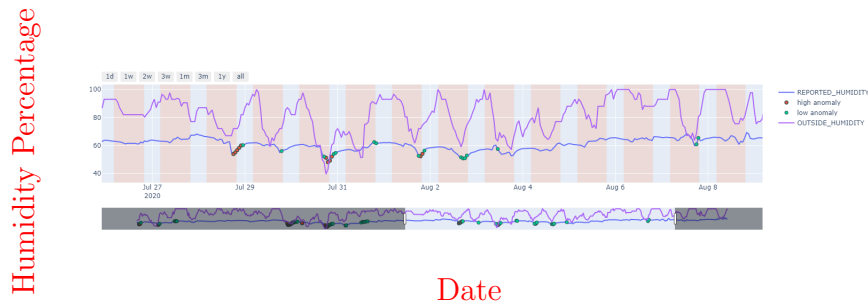 Humidity Percentage
1d 1w 2w 3w 1m 3m 1y all
100
80
60
40
Jul 27
2020
Jul 29
Jul 31
Aug 2
Aug 4
Aug 6
Aug 8
REPORTED_HUMIDITY
high anomaly
low anomaly
OUTSIDE_HUMIDITY
Date